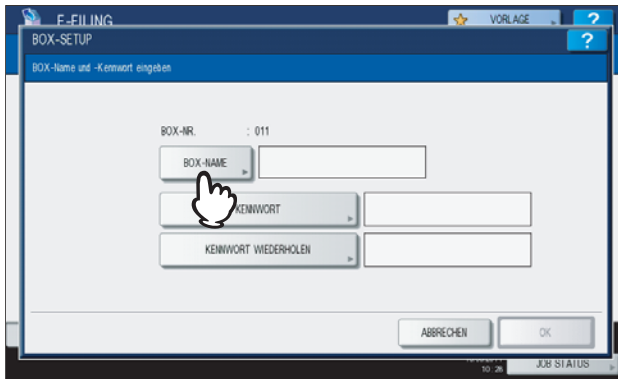 E-FILING
VORLAGE
?
BOX-SETUP
?
BOX-Name und -Kennwort eingeben
BOX-NR. : 011
BOX-NAME
KENNWORT
KENNWORT WIEDERHOLEN
ABBRECHEN
OK
10:26
JOB STATUS